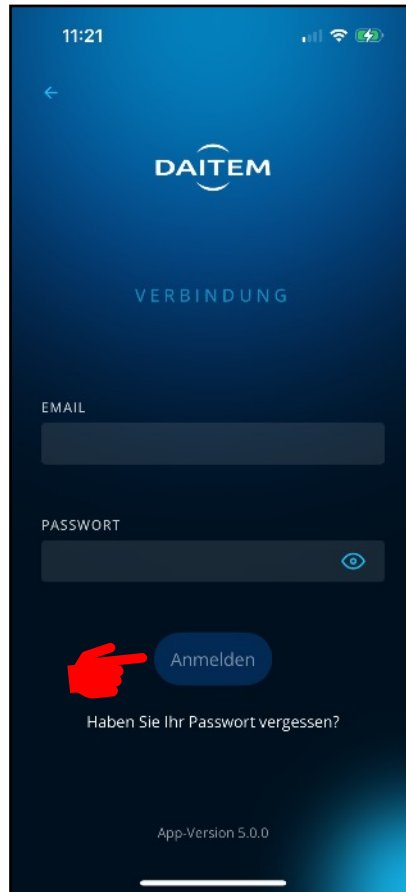 11:21
DAITEM
VERBINDUNG
EMAIL
PASSWORT
Anmelden
Haben Sie Ihr Passwort vergessen?
App-Version 5.0.0